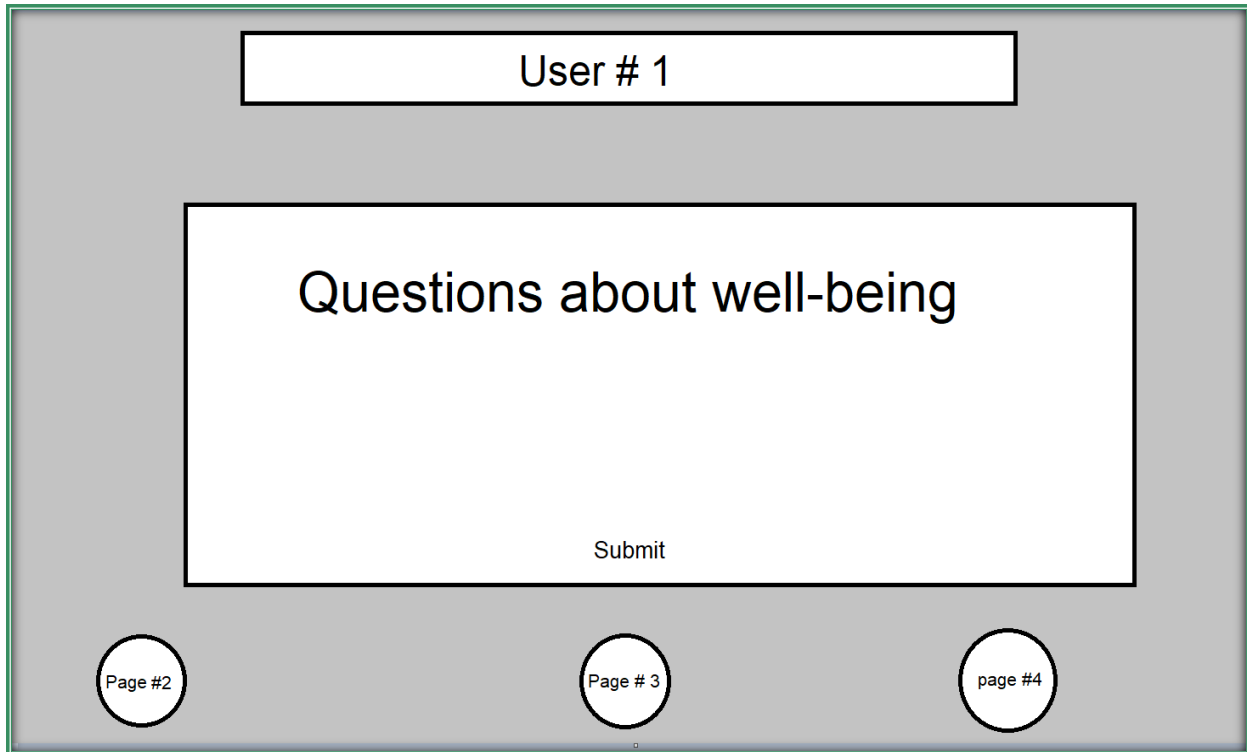 User # 1
Questions about well-being
Submit
Page #2
Page # 3
page #4